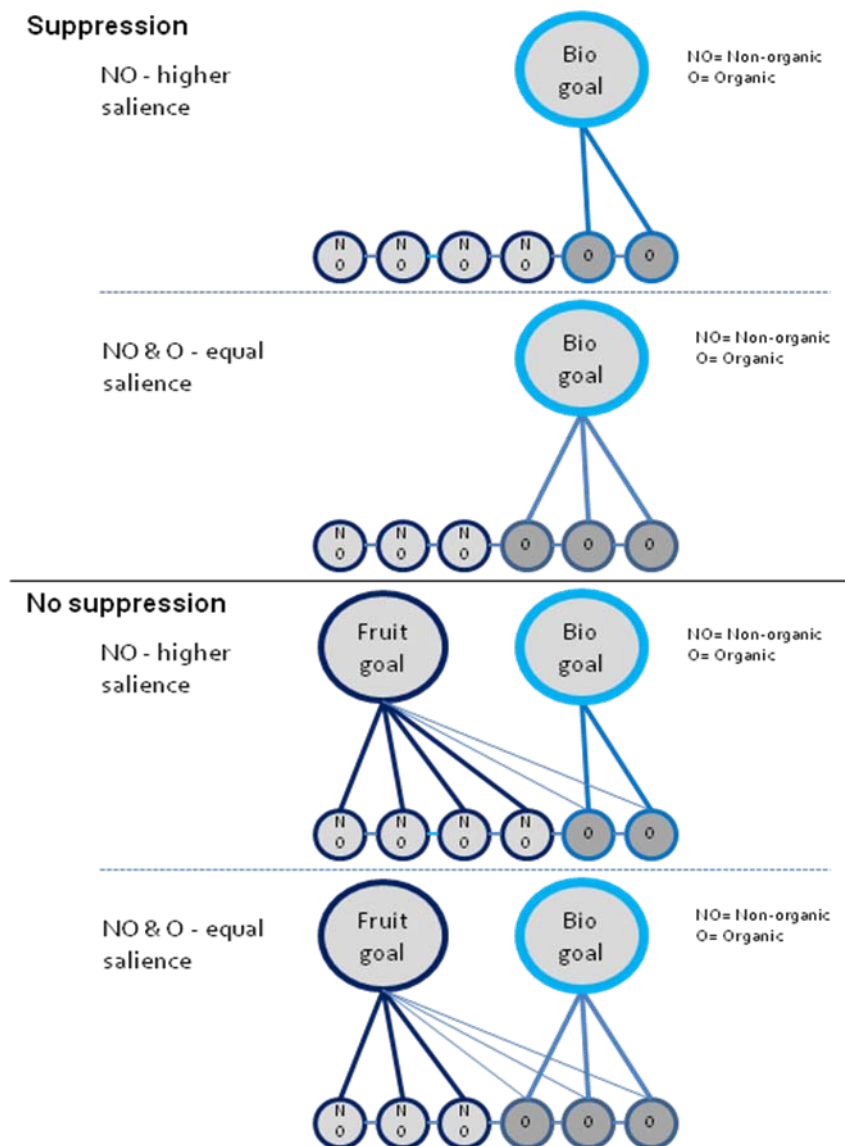 Suppression
NO - higher
salience
Bio
goal
NO= Non-organic
O= Organic
N
O
N
O
N
O
N
O
O
O
NO & O - equal
salience
Bio
goal
NO= Non-organic
O= Organic
N
O
N
O
N
O
O
O
O
No suppression
NO - higher
salience
Fruit
goal
Bio
goal
NO= Non-organic
O= Organic
N
O
N
O
N
O
N
O
O
O
NO & O - equal
salience
Fruit
goal
Bio
goal
NO= Non-organic
O= Organic
N
O
N
O
N
O
O
O
O